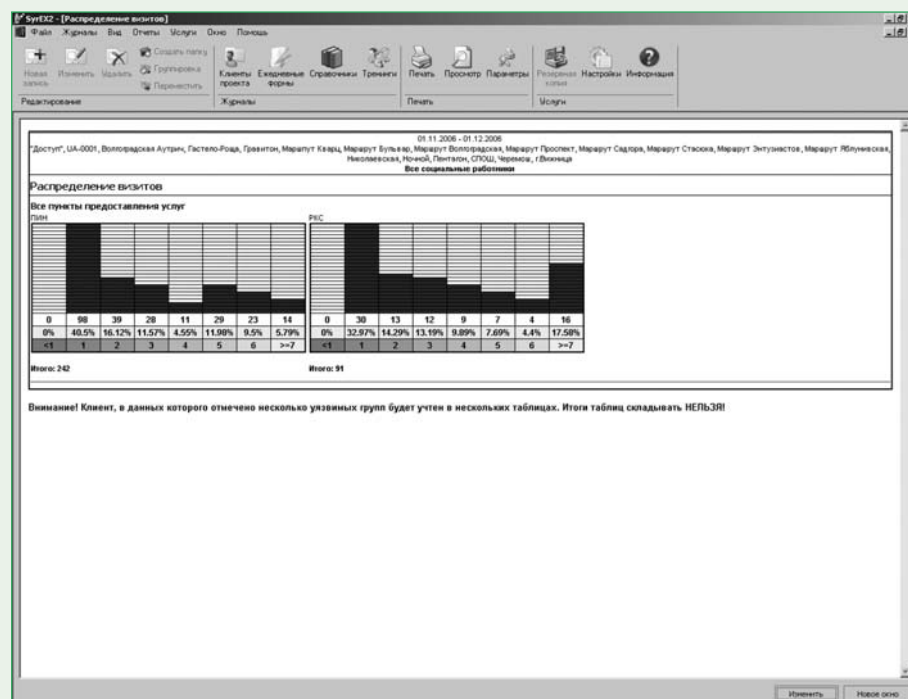 SyrEX2 - [Распределение визитов]
Файл Журналы Вид Отчеты Услуги Окно Помощь
Новая запись Изменить Удалить Создать папку Группировка Переместить Клиенты проекта Ежедневные формы Справочники Тренинги Печать Просмотр Параметры Резервная копия Настройки Информация
Редактирование Журналы Печать Услуги
01.11.2006 - 01.12.2006
"Доступ", UA-0001, Волгоградская Аутрич, Гастело-Роща, Гравитон, Маршут Кварц, Маршрут Бульвар, Маршрут Волгоградская, Маршрут Проспект, Маршрут Садгора, Маршрут Стасюка, Маршрут Энтузиастов, Маршрут Яблунивская,
Николаевская, Ночной, Пентагон, СПОШ, Черемош, г.Вижница
Все социальные работники
Распределение визитов
Все пункты предоставления услуг
ПИН РКС
0 98 39 28 11 29 23 14 0 30 13 12 9 7 4 16
0% 40.5% 16.12% 11.57% 4.55% 11.98% 9.5% 5.79% 0% 32.97% 14.29% 13.19% 9.89% 7.69% 4.4% 17.58%
<1 1 2 3 4 5 6 >=7 <1 1 2 3 4 5 6 >=7
Итого: 242 Итого: 91
Внимание! Клиент, в данных которого отмечено несколько уязвимых групп будет учтен в нескольких таблицах. Итоги таблиц складывать НЕЛЬЗЯ!
Изменить Новое окно